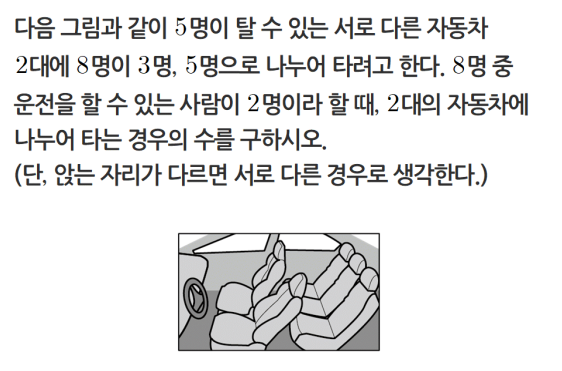 다음 그림과 같이 5명이 탈 수 있는 서로 다른 자동차
2대에 8명이 3명, 5명으로 나누어 타려고 한다. 8명 중
운전을 할 수 있는 사람이 2명이라 할 때, 2대의 자동차에
나누어 타는 경우의 수를 구하시오.
(단, 앉는 자리가 다르면 서로 다른 경우로 생각한다.)